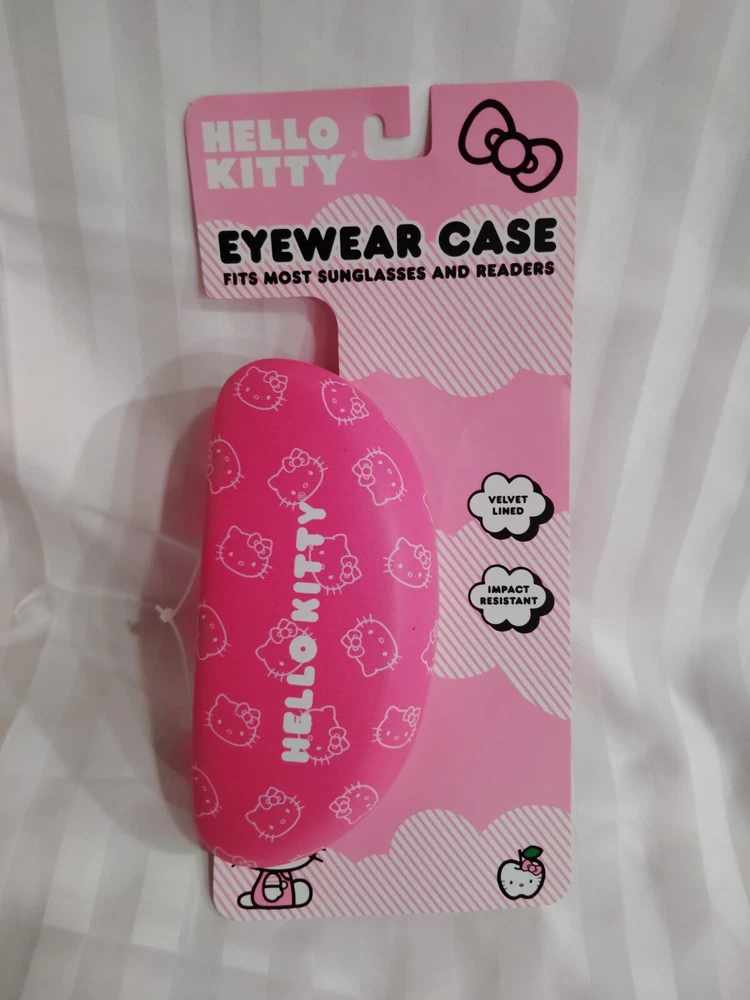 HELLO
KITTY®
EYEWEAR CASE
FITS MOST SUNGLASSES AND READERS
VELVET
LINED
IMPACT
RESISTANT
HELLO KITTY®